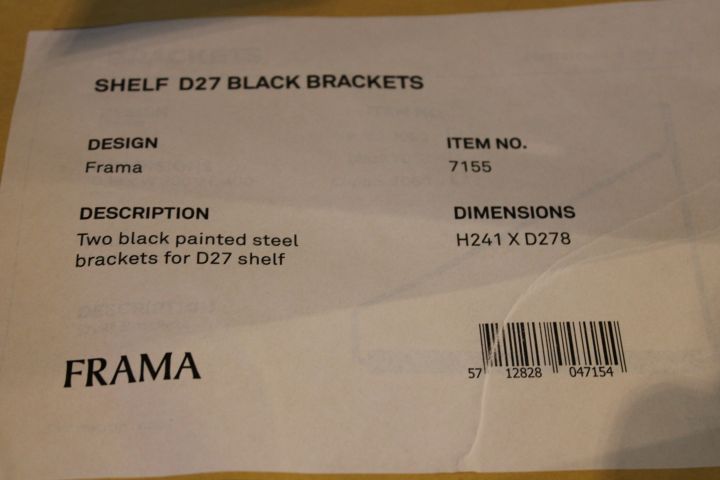 SHELF D27 BLACK BRACKETS
DESIGN
Frama
ITEM NO.
7155
DESCRIPTION
Two black painted steel
brackets for D27 shelf
DIMENSIONS
H241 X D278
FRAMA
57 12828 047154